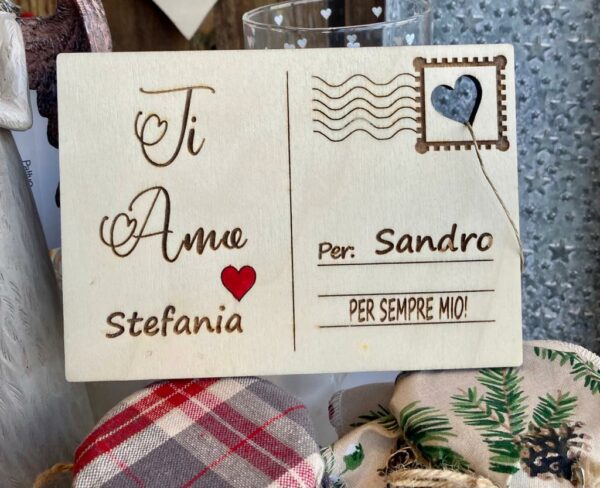 Ti
Amo
Stefania
Per: Sandro
PER SEMPRE MIO!